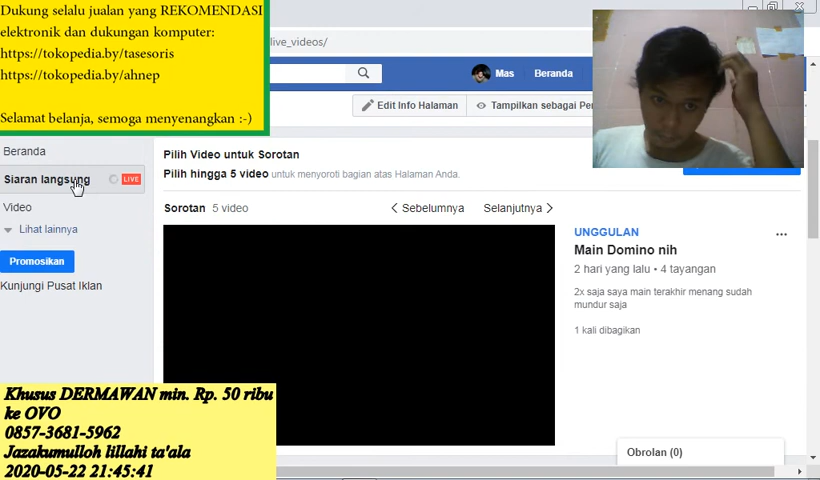 Dukung selalu jualan yang REKOMENDASI
elektronik dan dukungan komputer:
https://tokopedia.by/tasesoris
https://tokopedia.by/ahnep
Selamat belanja, semoga menyenangkan :-)
live_videos/
Mas
Beranda
Edit Info Halaman
Tampilkan sebagai Pe
Beranda
Siaran langsung
LIVE
Video
Lihat lainnya
Promosikan
Kunjungi Pusat Iklan
Pilih Video untuk Sorotan
Pilih hingga 5 video untuk menyoroti bagian atas Halaman Anda.
Sorotan 5 video
Sebelumnya
Selanjutnya
UNGGULAN
Main Domino nih
2 hari yang lalu • 4 tayangan
2x saja saya main terakhir menang sudah
mundur saja
1 kali dibagikan
Khusus DERMAWAN min. Rp. 50 ribu
ke OVO
0857-3681-5962
Jazakumulloh lillahi ta'ala
2020-05-22 21:45:41
Obrolan (0)